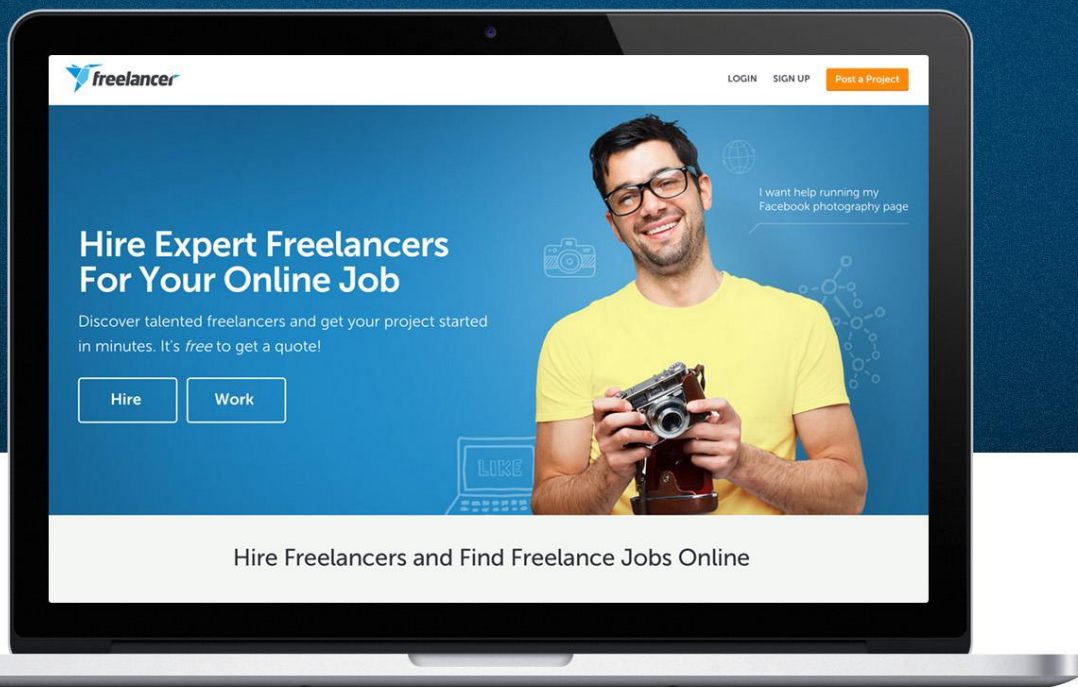 freelancer
LOGIN SIGN UP Post a Project
I want help running my
Facebook photography page
Hire Expert Freelancers
For Your Online Job
Discover talented freelancers and get your project started
in minutes. It's free to get a quote!
Hire Work
LIKE
Hire Freelancers and Find Freelance Jobs Online